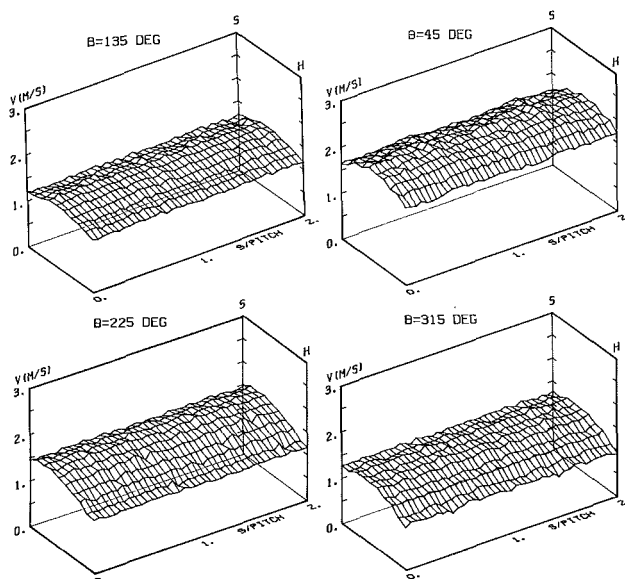 S
B=135 DEG
H
V(M/S)
3.
2.
1.
0.
0.
1.
S/PITCH
2.
S
B=45 DEG
H
V(M/S)
3.
2.
1.
0.
0.
1.
S/PITCH
2.
S
B=225 DEG
H
V(M/S)
3.
2.
1.
0.
1.
S/PITCH
2.
S
B=315 DEG
H
V(M/S)
3.
2.
1.
0.
0.
1.
S/PITCH
2.